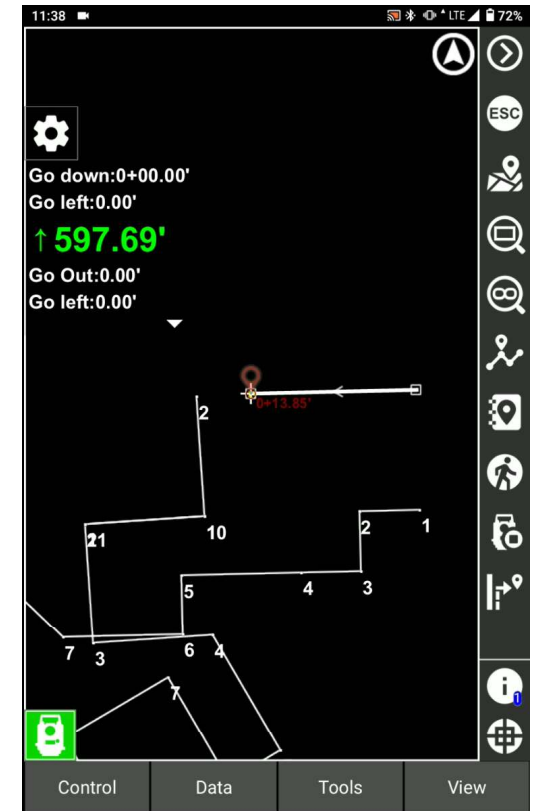 11:38 LTE 72%
ESC
Go down:0+00.00'
Go left:0.00'
↑597.69'
Go Out:0.00'
Go left:0.00'
0+13.85'
2
10
2
1
21
5
4
3
7
3
6
4
7
i
1
Control Data Tools View